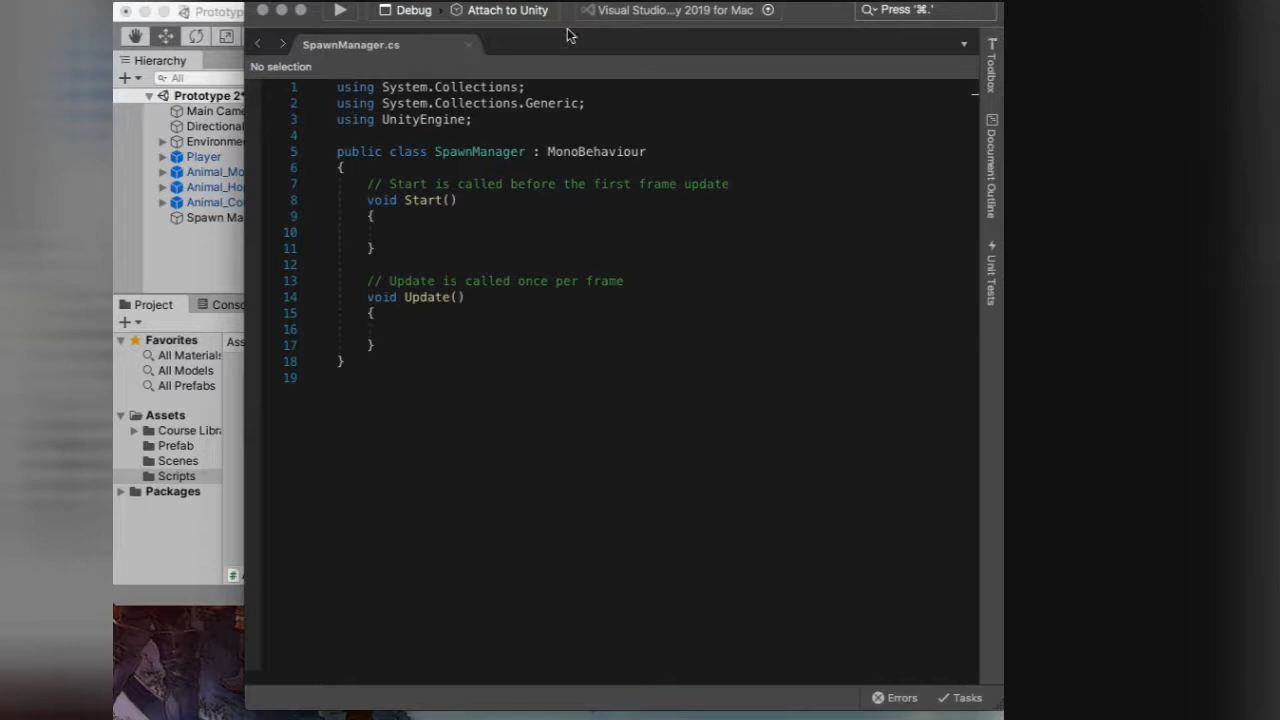 Prototype
Debug
Attach to Unity
Visual Studio...y 2019 for Mac
Press '⌘.'
SpawnManager.cs
No selection
Hierarchy
All
Prototype 2*
Main Came
Directional
Environme
Player
Animal_Mo
Animal_Ho
Animal_Co
Spawn Ma
Project
Conso
Favorites
All Materials
All Models
All Prefabs
Ass
Assets
Course Libra
Prefab
Scenes
Scripts
Packages
1 using System.Collections;
2 using System.Collections.Generic;
3 using UnityEngine;
4
5 public class SpawnManager : MonoBehaviour
6 {
7 // Start is called before the first frame update
8 void Start()
9 {
10
11 }
12
13 // Update is called once per frame
14 void Update()
15 {
16
17 }
18 }
19
Toolbox
Document Outline
Unit Tests
Errors
Tasks